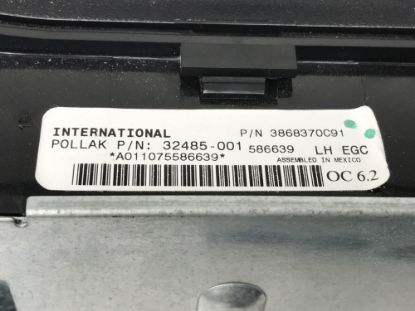 INTERNATIONAL P/N 3868370C91
POLLAK P/N: 32485-001 586639 LH EGC
*A011075586639* ASSEMBLED IN MEXICO
OC 6.2